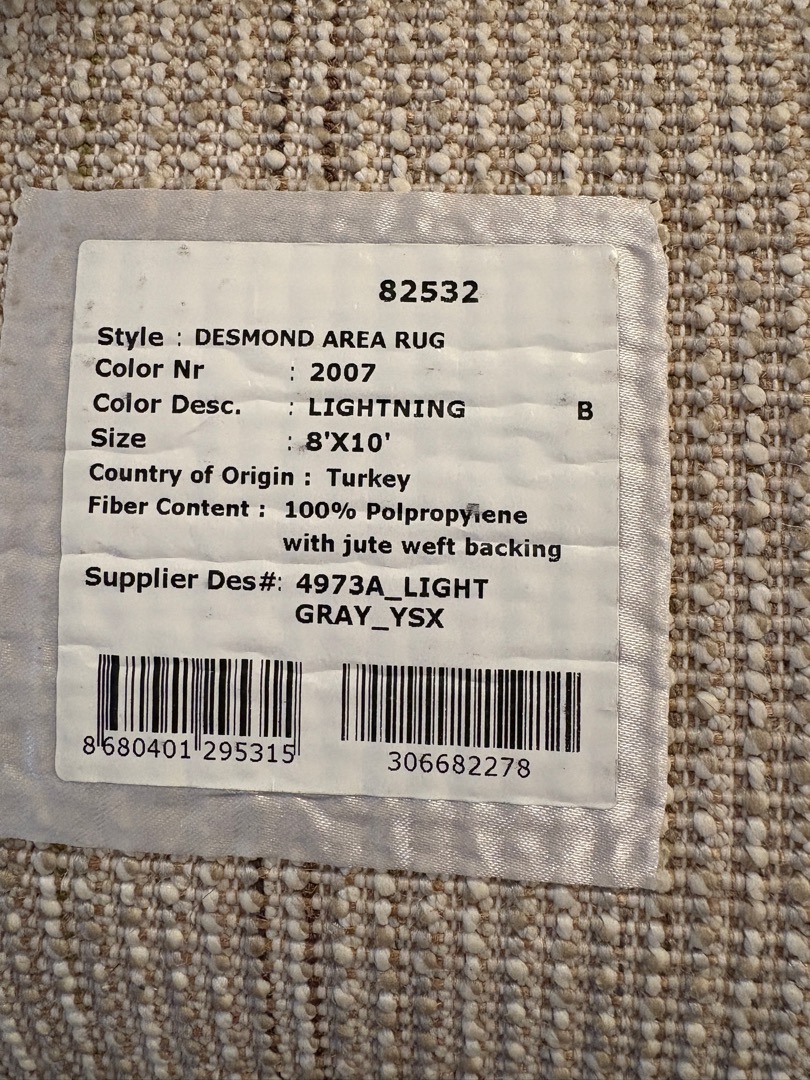 82532
Style : DESMOND AREA RUG
Color Nr : 2007
Color Desc. : LIGHTNING B
Size : 8'X10'
Country of Origin : Turkey
Fiber Content : 100% Polpropylene
with jute weft backing
Supplier Des#: 4973A_LIGHT
GRAY_YSX
8 680401 295315
306682278